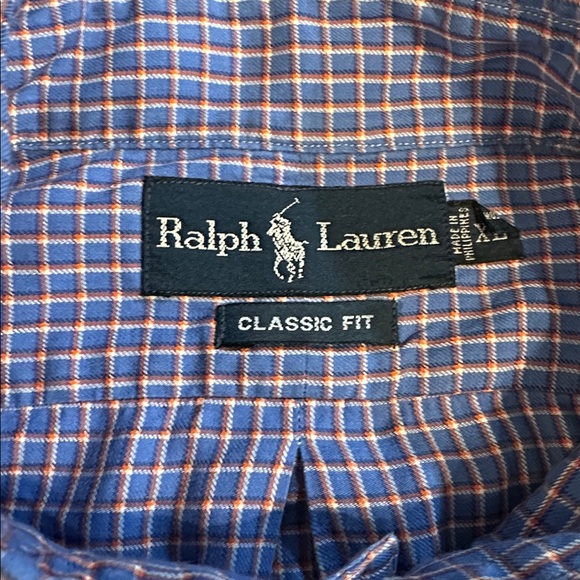 Ralph Lauren
MADE IN
PHILIPPINES
XL
CLASSIC FIT